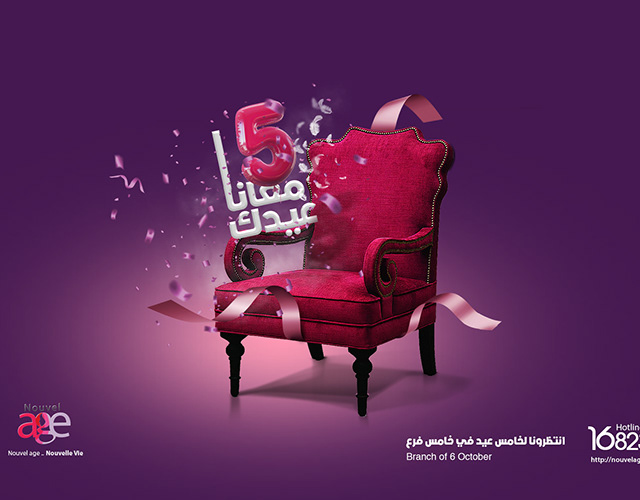 5
معانا
عيدك
انتظرونا لخامس عيد في خامس فرع
Branch of 6 October
Nouvel
age
Nouvel age .. Nouvelle Vie
Hotlin
16823
http://nouvelag